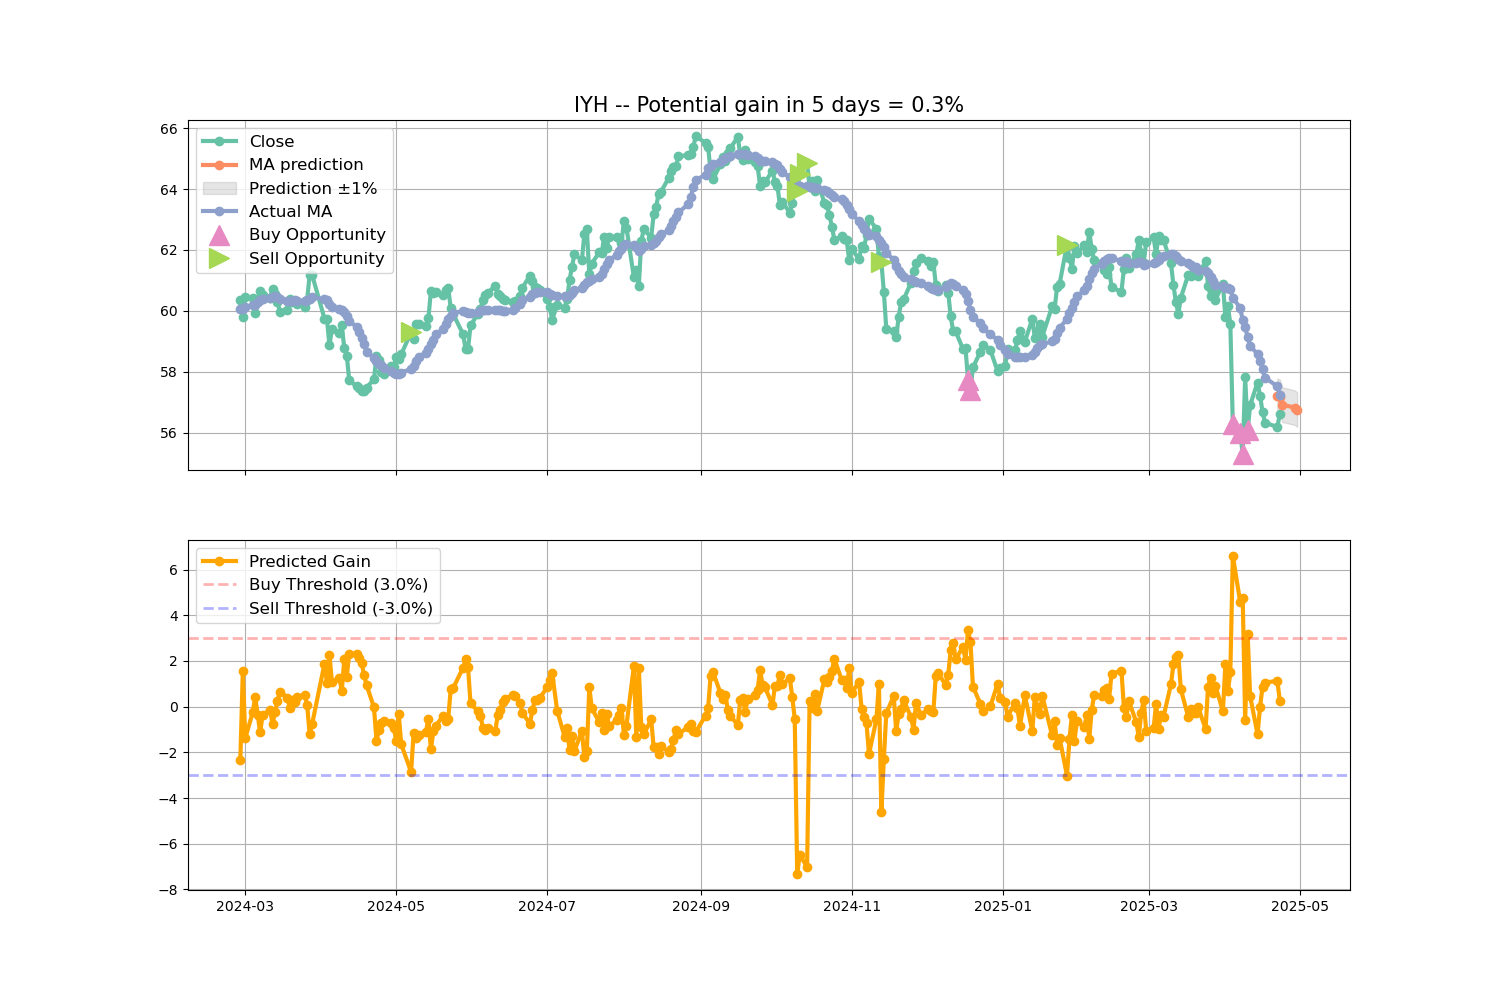 IYH -- Potential gain in 5 days = 0.3%
66
64
62
60
58
56
Close
MA prediction
Prediction ±1%
Actual MA
Buy Opportunity
Sell Opportunity
6
4
2
0
−2
−4
−6
−8
Predicted Gain
Buy Threshold (3.0%)
Sell Threshold (-3.0%)
2024-03
2024-05
2024-07
2024-09
2024-11
2025-01
2025-03
2025-05